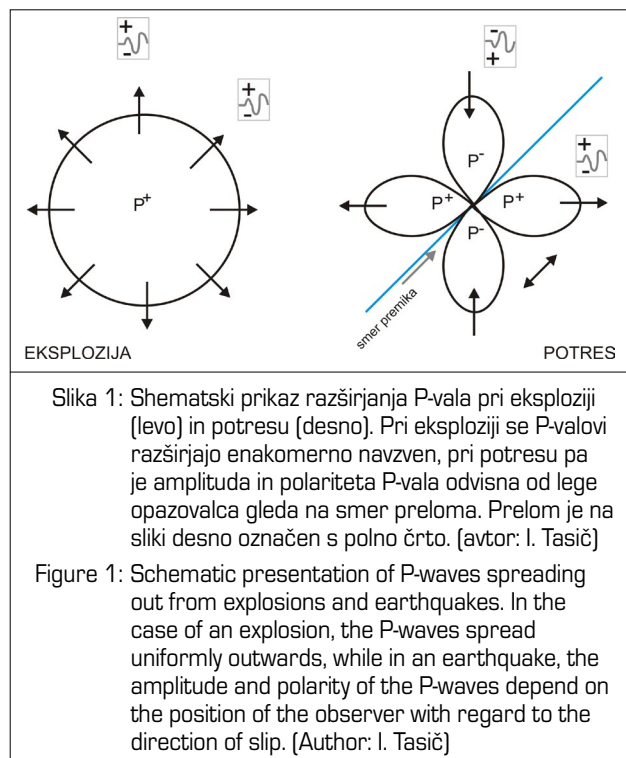 +
-
+
-
P+
EKSPLOZIJA
-
+
+
-
P-
P+
P+
P-
smer premika
POTRES
Slika 1: Shematski prikaz razširjanja P-vala pri eksploziji
(levo) in potresu (desno). Pri eksploziji se P-valovi
razširjajo enakomerno navzven, pri potresu pa
je amplituda in polariteta P-vala odvisna od lege
opazovalca gleda na smer preloma. Prelom je na
sliki desno označen s polno črto. (avtor: I. Tasič)
Figure 1: Schematic presentation of P-waves spreading
out from explosions and earthquakes. In the
case of an explosion, the P-waves spread
uniformly outwards, while in an earthquake, the
amplitude and polarity of the P-waves depend on
the position of the observer with regard to the
direction of slip. (Author: I. Tasič)